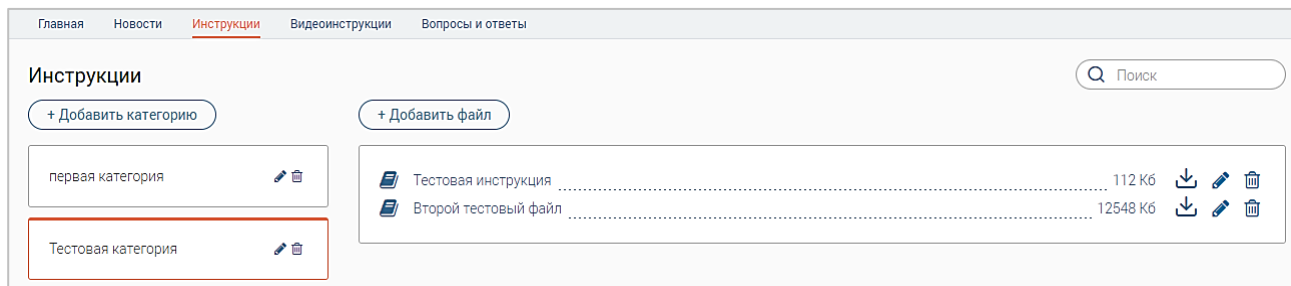 Главная Новости Инструкции Видеоинструкции Вопросы и ответы
Инструкции
Поиск
+ Добавить категорию
+ Добавить файл
первая категория
Тестовая инструкция 112 Кб
Второй тестовый файл 12548 Кб
Тестовая категория